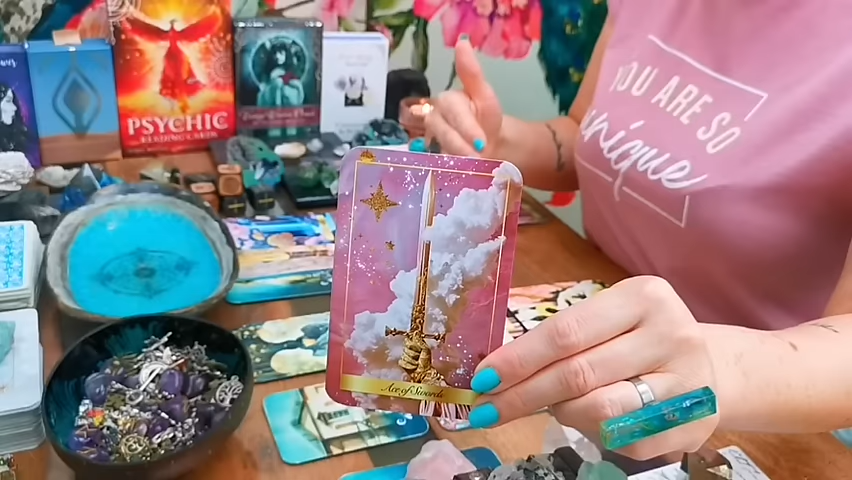 PSYCHIC
READING CARDS
YOU ARE SO
unique
Ace of Swords